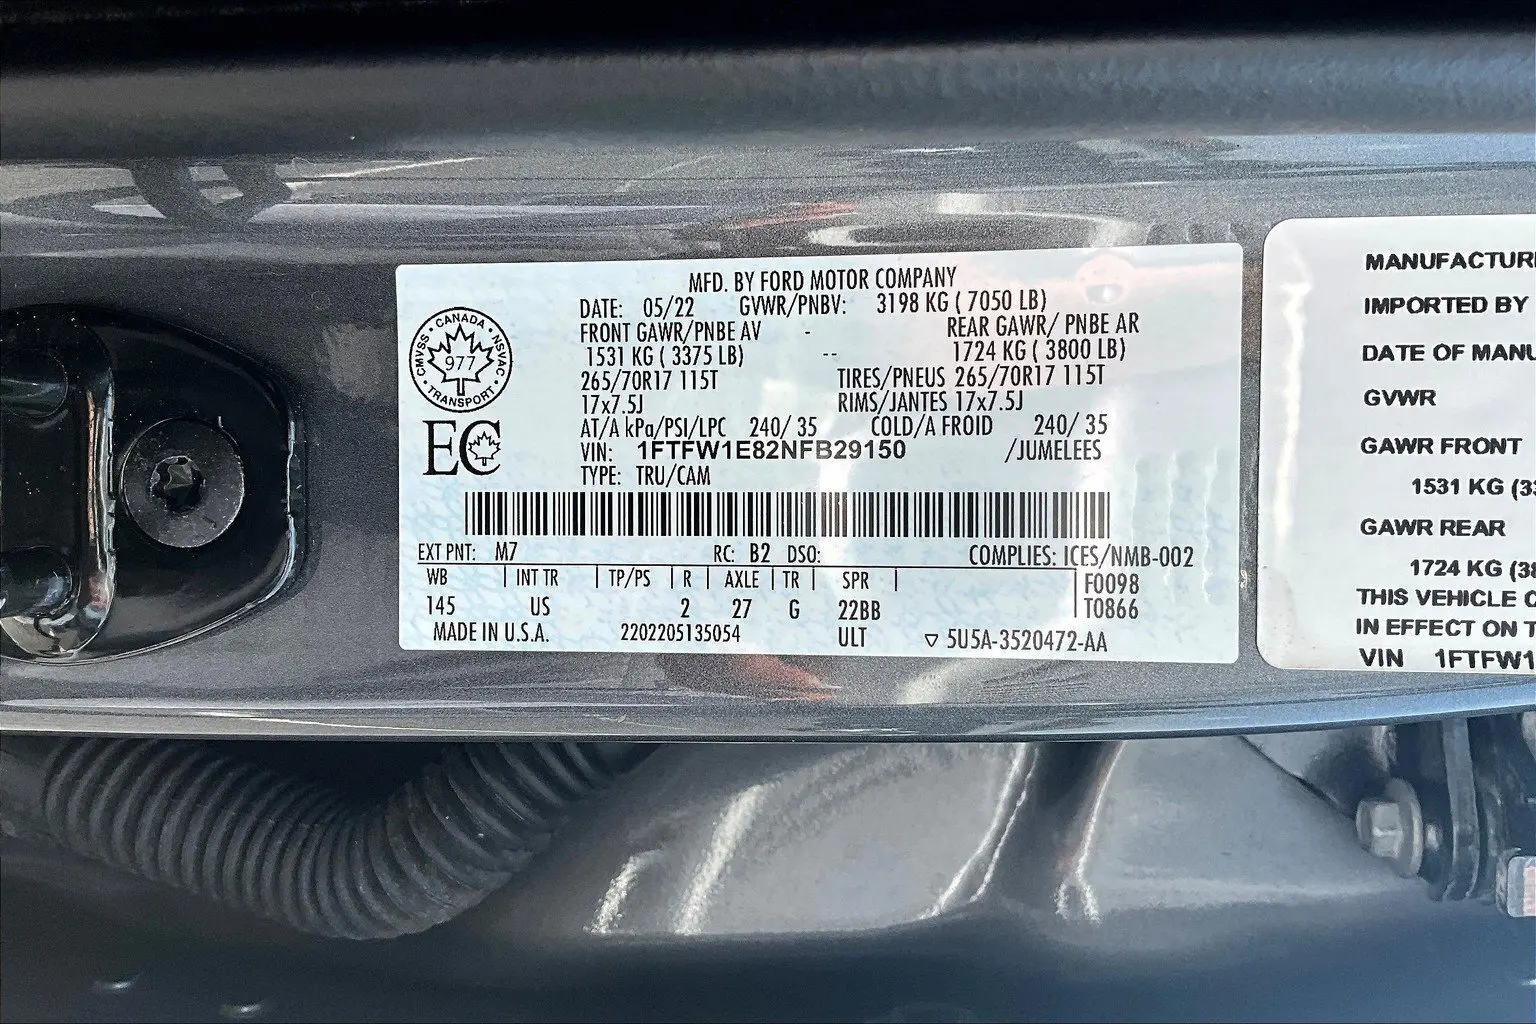 MFD. BY FORD MOTOR COMPANY
DATE: 05/22 GVWR/PNBV: 3198 KG ( 7050 LB)
FRONT GAWR/PNBE AV - REAR GAWR/ PNBE AR
1531 KG ( 3375 LB) -- 1724 KG ( 3800 LB)
265/70R17 115T TIRES/PNEUS 265/70R17 115T
17x7.5J RIMS/JANTES 17x7.5J
AT/A kPa/PSI/LPC 240/ 35 COLD/A FROID 240/ 35
VIN: 1FTFW1E82NFB29150 /JUMELEES
TYPE: TRU/CAM
CANADA
CMVSS 977 NSVAC
TRANSPORT
EC
EXT PNT: M7 RC: B2 DSO: COMPLIES: ICES/NMB-002
WB INT TR TP/PS R AXLE TR SPR F0098
145 US 2 27 G 22BB T0866
MADE IN U.S.A. 2202205135054 ULT ▽ 5U5A-3520472-AA
MANUFACTUR
IMPORTED BY
DATE OF MANU
GVWR
GAWR FRONT
1531 KG (33
GAWR REAR
1724 KG (38
THIS VEHICLE C
IN EFFECT ON T
VIN 1FTFW1